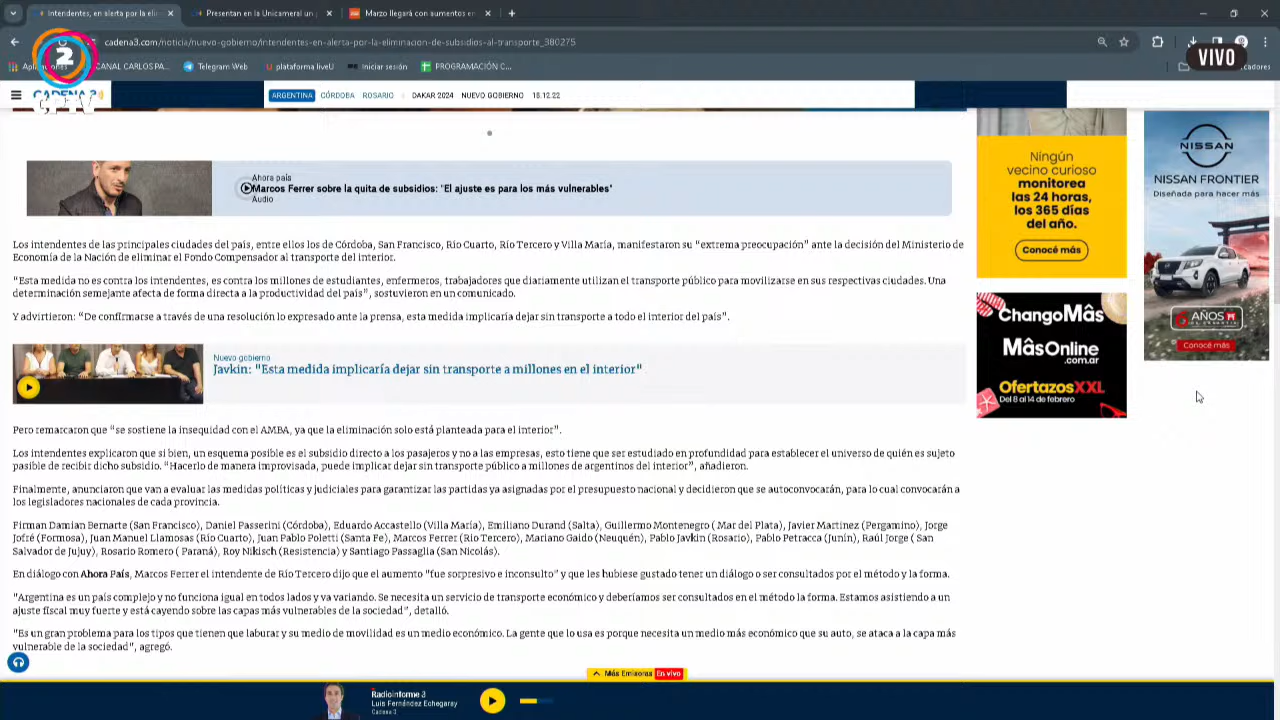 Intendentes, en alerta por la eli
Presentan en la Unicameral un
Marzo llegará con aumentos en
cadena3.com/noticia/nuevo-gobierno/intendentes-en-alerta-por-la-eliminacion-de-subsidios-al-transporte_380275
VIVO
2
CANAL CARLOS PA...
Telegram Web
plataforma liveU
Iniciar sesión
PROGRAMACIÓN C...
CADENA 3
ARGENTINA CÓRDOBA ROSARIO DAKAR 2024 NUEVO GOBIERNO 18.12.22
Ahora país
Marcos Ferrer sobre la quita de subsidios: "El ajuste es para los más vulnerables"
Audio
Los intendentes de las principales ciudades del país, entre ellos los de Córdoba, San Francisco, Río Cuarto, Río Tercero y Villa María, manifestaron su “extrema preocupación” ante la decisión del Ministerio de
Economía de la Nación de eliminar el Fondo Compensador al transporte del interior.
“Esta medida no es contra los intendentes, es contra los millones de estudiantes, enfermeros, trabajadores que diariamente utilizan el transporte público para movilizarse en sus respectivas ciudades. Una
determinación semejante afecta de forma directa a la productividad del país”, sostuvieron en un comunicado.
Y advirtieron: “De confirmarse a través de una resolución lo expresado ante la prensa, esta medida implicaría dejar sin transporte a todo el interior del país”.
Nuevo gobierno
Javkin: "Esta medida implicaría dejar sin transporte a millones en el interior"
Pero remarcaron que “se sostiene la inequidad con el AMBA, ya que la eliminación solo está planteada para el interior”.
Los intendentes explicaron que si bien, un esquema posible es el subsidio directo a los pasajeros y no a las empresas, esto tiene que ser estudiado en profundidad para establecer el universo de quién es sujeto
pasible de recibir dicho subsidio. “Hacerlo de manera improvisada, puede implicar dejar sin transporte público a millones de argentinos del interior”, añadieron.
Finalmente, anunciaron que van a evaluar las medidas políticas y judiciales para garantizar las partidas ya asignadas por el presupuesto nacional y decidieron que se autoconvocarán, para lo cual convocarán a
los legisladores nacionales de cada provincia.
Firman Damian Bernarte (San Francisco), Daniel Passerini (Córdoba), Eduardo Accastello (Villa María), Emiliano Durand (Salta), Guillermo Montenegro ( Mar del Plata), Javier Martinez (Pergamino), Jorge
Jofré (Formosa), Juan Manuel Llamosas (Río Cuarto), Juan Pablo Poletti (Santa Fe), Marcos Ferrer (Río Tercero), Mariano Gaido (Neuquén), Pablo Javkin (Rosario), Pablo Petracca (Junín), Raúl Jorge ( San
Salvador de Jujuy), Rosario Romero ( Paraná), Roy Nikisch (Resistencia) y Santiago Passaglia (San Nicolás).
En diálogo con Ahora País, Marcos Ferrer el intendente de Río Tercero dijo que el aumento "fue sorpresivo e inconsulto" y que les hubiese gustado tener un diálogo o ser consultados por el método y la forma.
"Argentina es un país complejo y no funciona igual en todos lados y va variando. Se necesita un servicio de transporte económico y deberíamos ser consultados en el método la forma. Estamos asistiendo a un
ajuste fiscal muy fuerte y está cayendo sobre las capas más vulnerables de la sociedad", detalló.
"Es un gran problema para los tipos que tienen que laburar y su medio de movilidad es un medio económico. La gente que lo usa es porque necesita un medio más económico que su auto, se ataca a la capa más
vulnerable de la sociedad", agregó.
Ningún
vecino curioso
monitorea
las 24 horas,
los 365 días
del año.
Conocé más
ChangoMâs
MâsOnline
.com.ar
OfertazosXXL
Del 8 al 14 de febrero
NISSAN
NISSAN FRONTIER
Diseñada para hacer más
6 AÑOS
Conocé más
Más Emisoras En vivo
Radioinforme 3
Luis Fernández Echegaray
Cadena 3